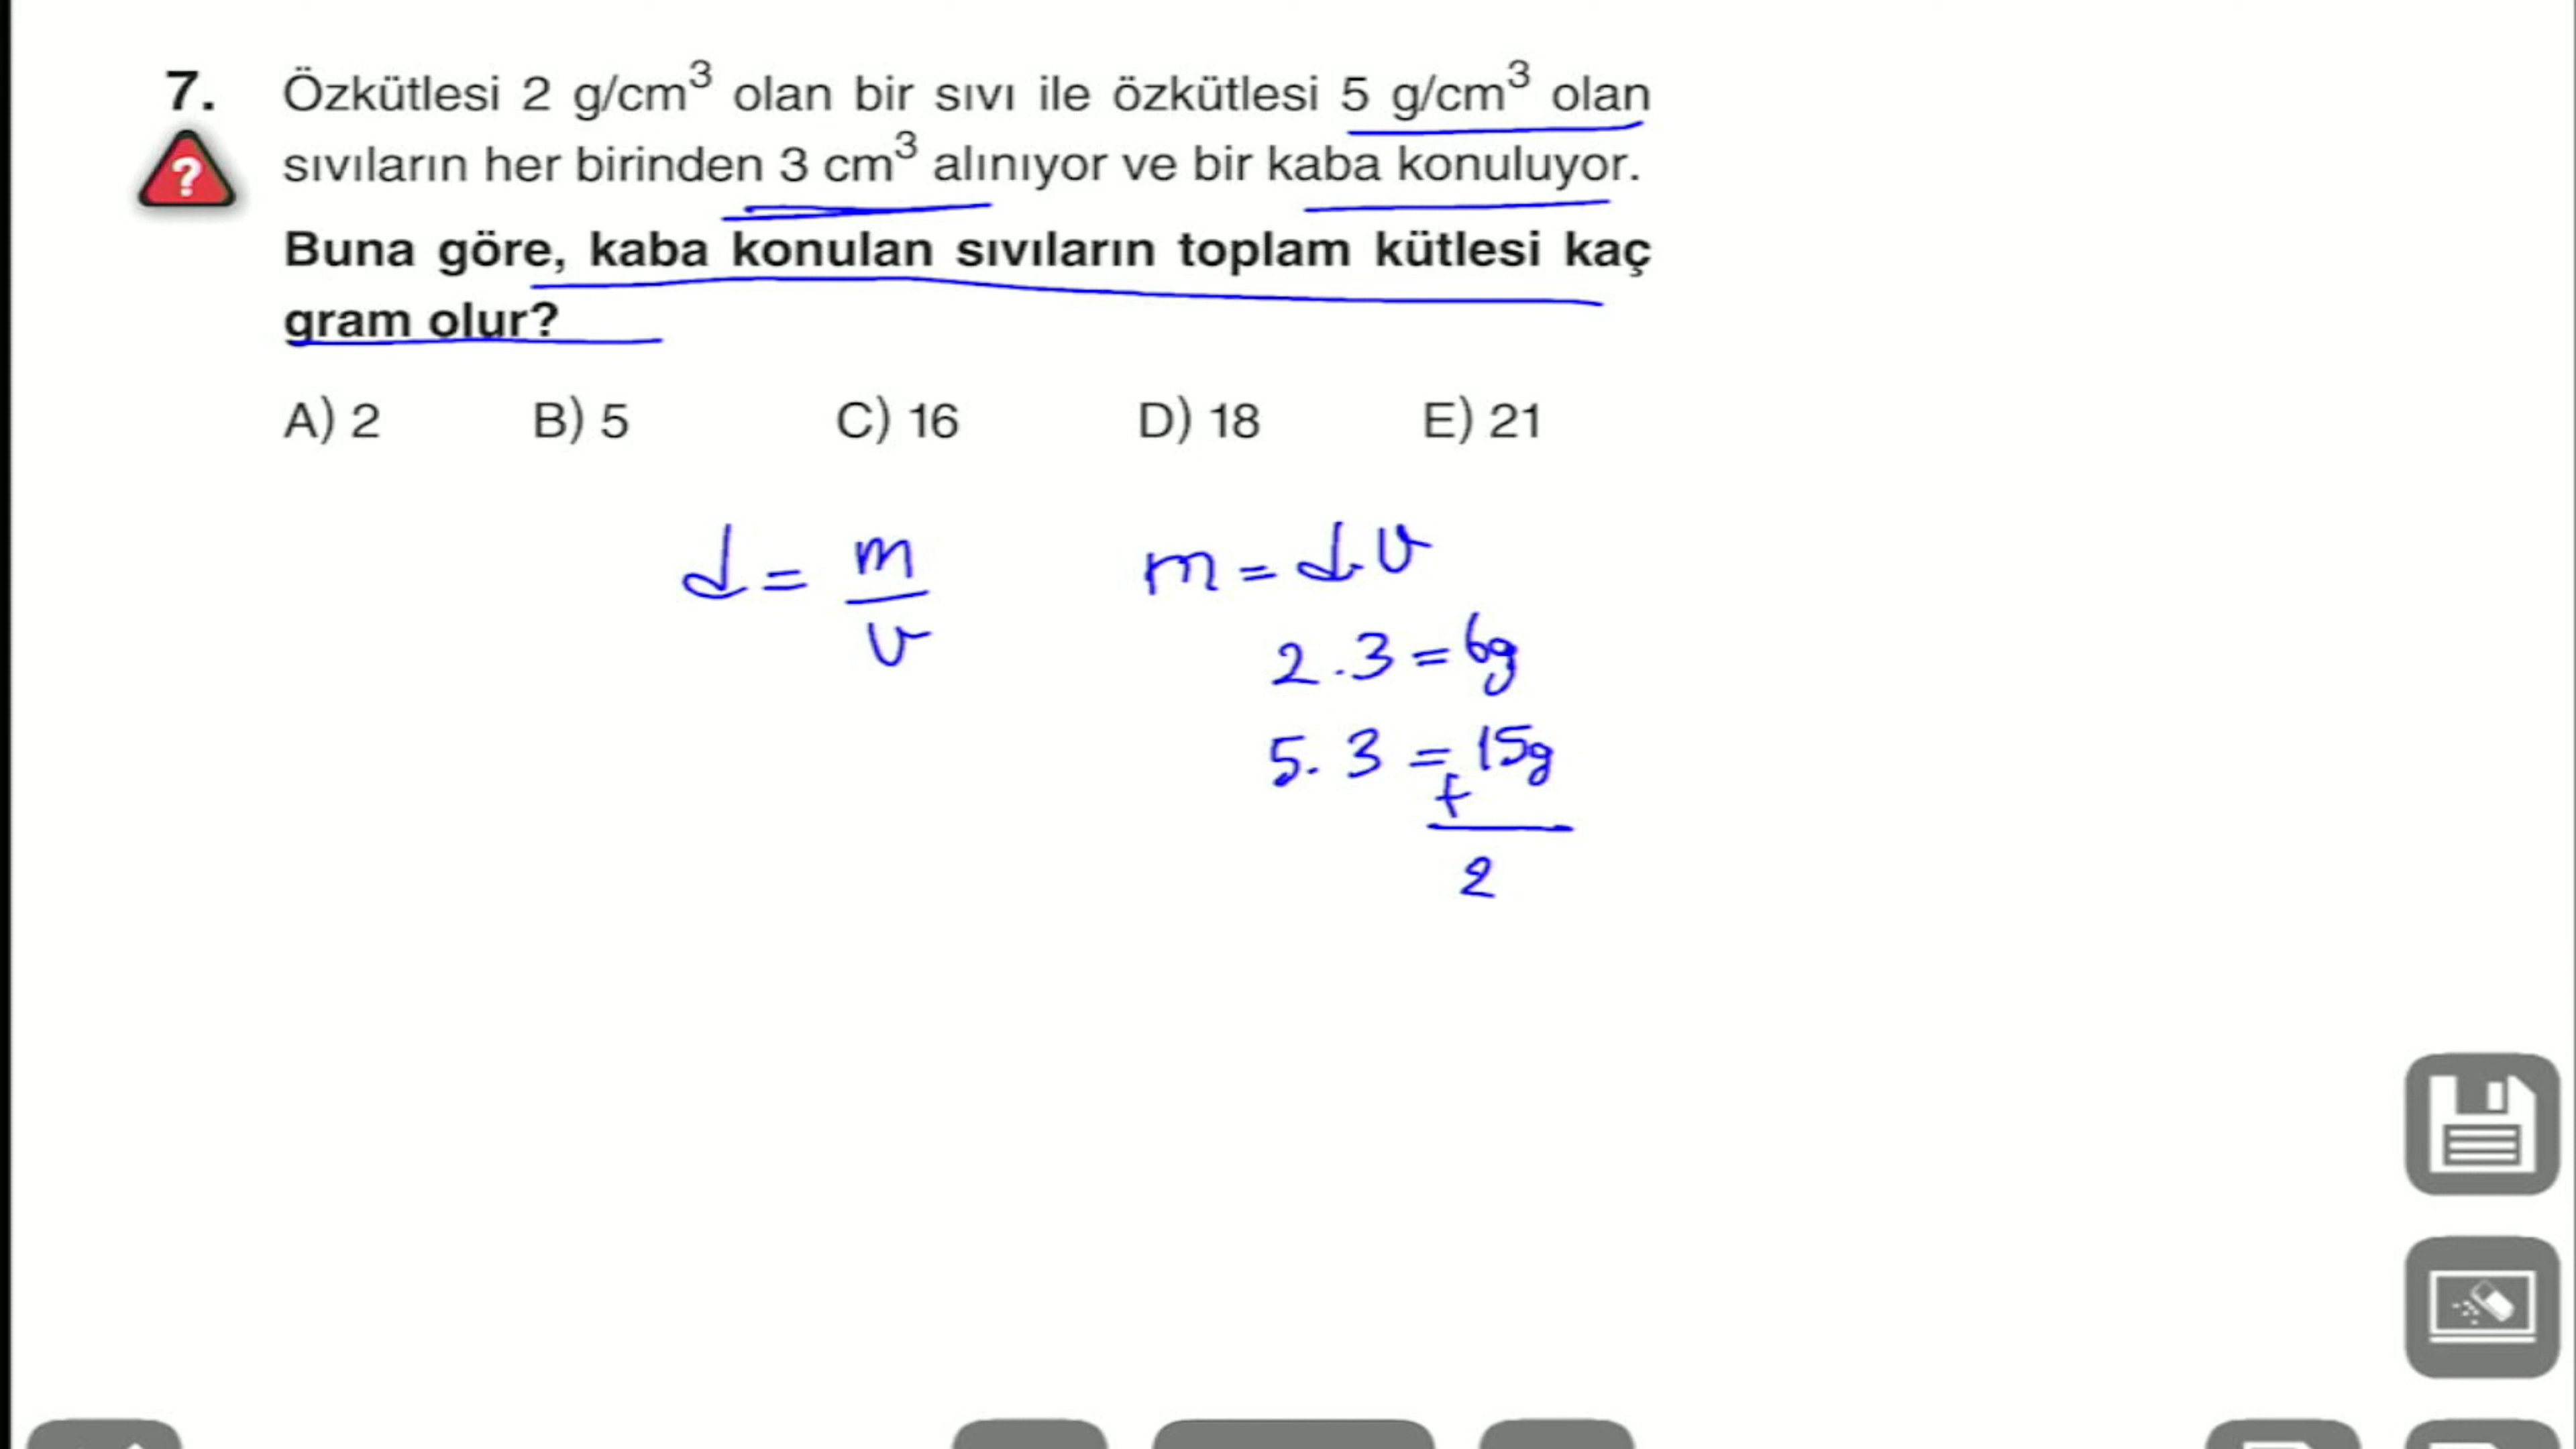 7. Özkütlesi 2 g/cm³ olan bir sıvı ile özkütlesi 5 g/cm³ olan
? sıvıların her birinden 3 cm³ alınıyor ve bir kaba konuluyor.
Buna göre, kaba konulan sıvıların toplam kütlesi kaç
gram olur?
A) 2 B) 5 C) 16 D) 18 E) 21
d = m/v m = d.v
2.3 = 6g
5.3 = 15g
+
2